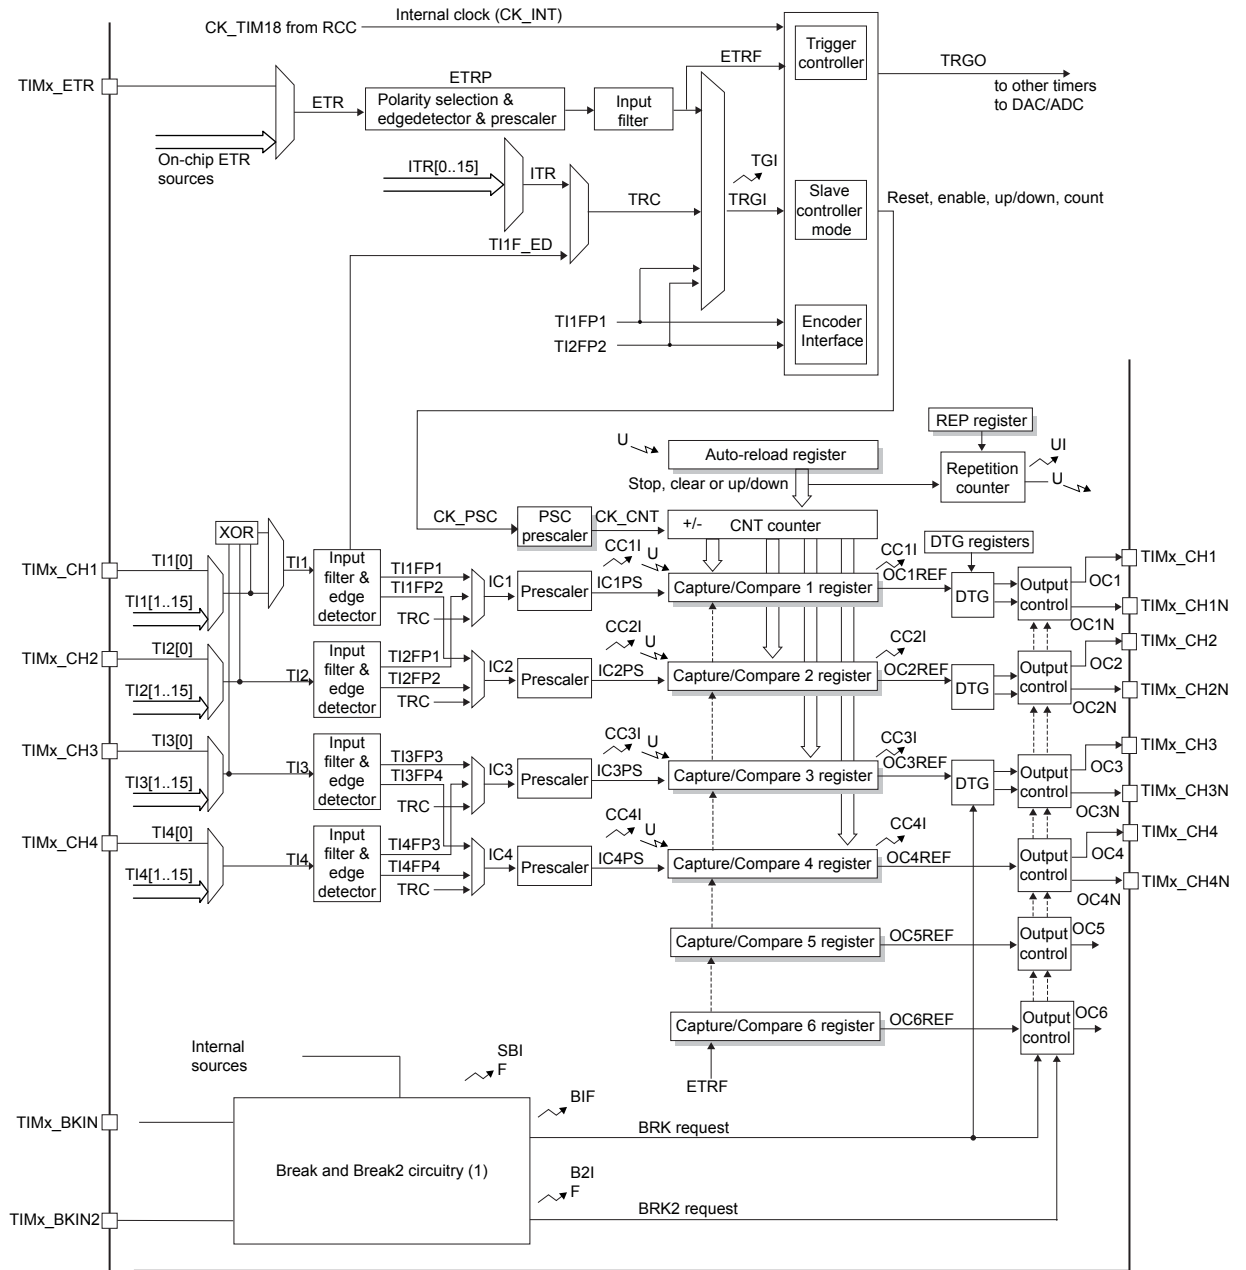 Internal clock (CK_INT)
CK_TIM18 from RCC
Trigger
controller
ETRF
TRGO
to other timers
to DAC/ADC
TIMx_ETR
ETRP
ETR
Polarity selection &
edgedetector & prescaler
Input
filter
On-chip ETR
sources
ITR[0..15]
ITR
TGI
TRC
TRGI
Slave
controller
mode
Reset, enable, up/down, count
TI1F_ED
TI1FP1
TI2FP2
Encoder
Interface
REP register
U
Auto-reload register
UI
Repetition
counter
U
Stop, clear or up/down
CK_PSC
PSC
prescaler
CK_CNT
+/-
CNT counter
DTG registers
XOR
TIMx_CH1
TI1[0]
TI1[1..15]
TI1
Input
filter &
edge
detector
TI1FP1
TI1FP2
TRC
IC1
Prescaler
IC1PS
CC1I
U
Capture/Compare 1 register
CC1I
OC1REF
DTG
Output
control
OC1
OC1N
TIMx_CH1
TIMx_CH1N
TIMx_CH2
TI2[0]
TI2[1..15]
TI2
Input
filter &
edge
detector
TI2FP1
TI2FP2
TRC
IC2
Prescaler
IC2PS
CC2I
U
Capture/Compare 2 register
CC2I
OC2REF
DTG
Output
control
OC2
OC2N
TIMx_CH2
TIMx_CH2N
TIMx_CH3
TI3[0]
TI3[1..15]
TI3
Input
filter &
edge
detector
TI3FP3
TI3FP4
TRC
IC3
Prescaler
IC3PS
CC3I
U
Capture/Compare 3 register
CC3I
OC3REF
DTG
Output
control
OC3
OC3N
TIMx_CH3
TIMx_CH3N
TIMx_CH4
TI4[0]
TI4[1..15]
TI4
Input
filter &
edge
detector
TI4FP3
TI4FP4
TRC
IC4
Prescaler
IC4PS
CC4I
U
Capture/Compare 4 register
CC4I
OC4REF
Output
control
OC4
OC4N
TIMx_CH4
TIMx_CH4N
Capture/Compare 5 register
OC5REF
Output
control
OC5
Capture/Compare 6 register
OC6REF
Output
control
OC6
ETRF
Internal
sources
SBI
F
TIMx_BKIN
BIF
BRK request
Break and Break2 circuitry (1)
B2I
F
TIMx_BKIN2
BRK2 request